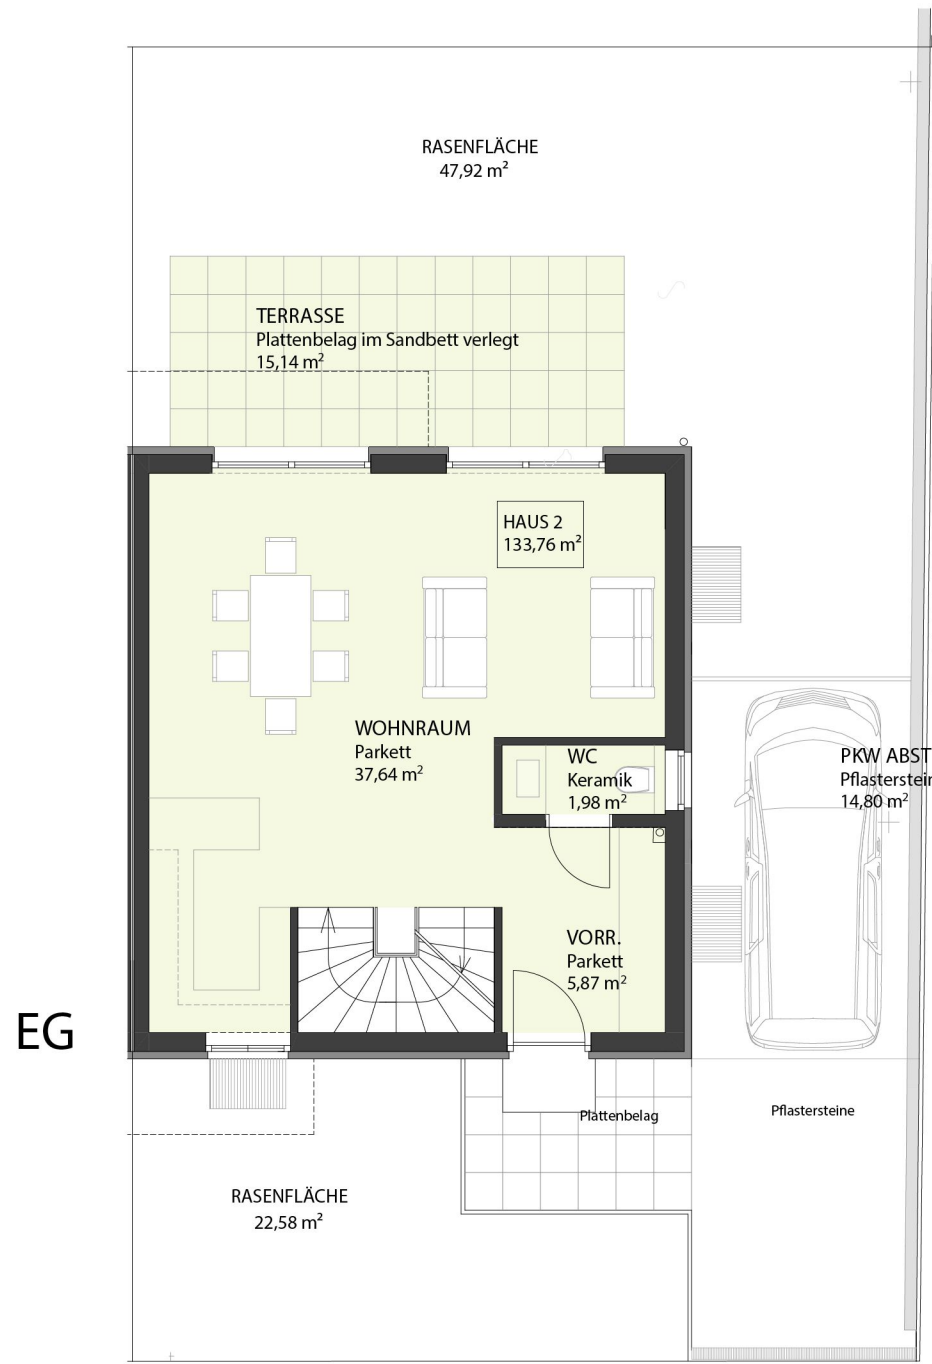 RASENFLÄCHE
47,92 m²
TERRASSE
Plattenbelag im Sandbett verlegt
15,14 m²
HAUS 2
133,76 m²
WOHNRAUM
Parkett
37,64 m²
WC
Keramik
1,98 m²
PKW ABST
Pflasterstein
14,80 m²
VORR.
Parkett
5,87 m²
EG
Plattenbelag
Pflastersteine
RASENFLÄCHE
22,58 m²